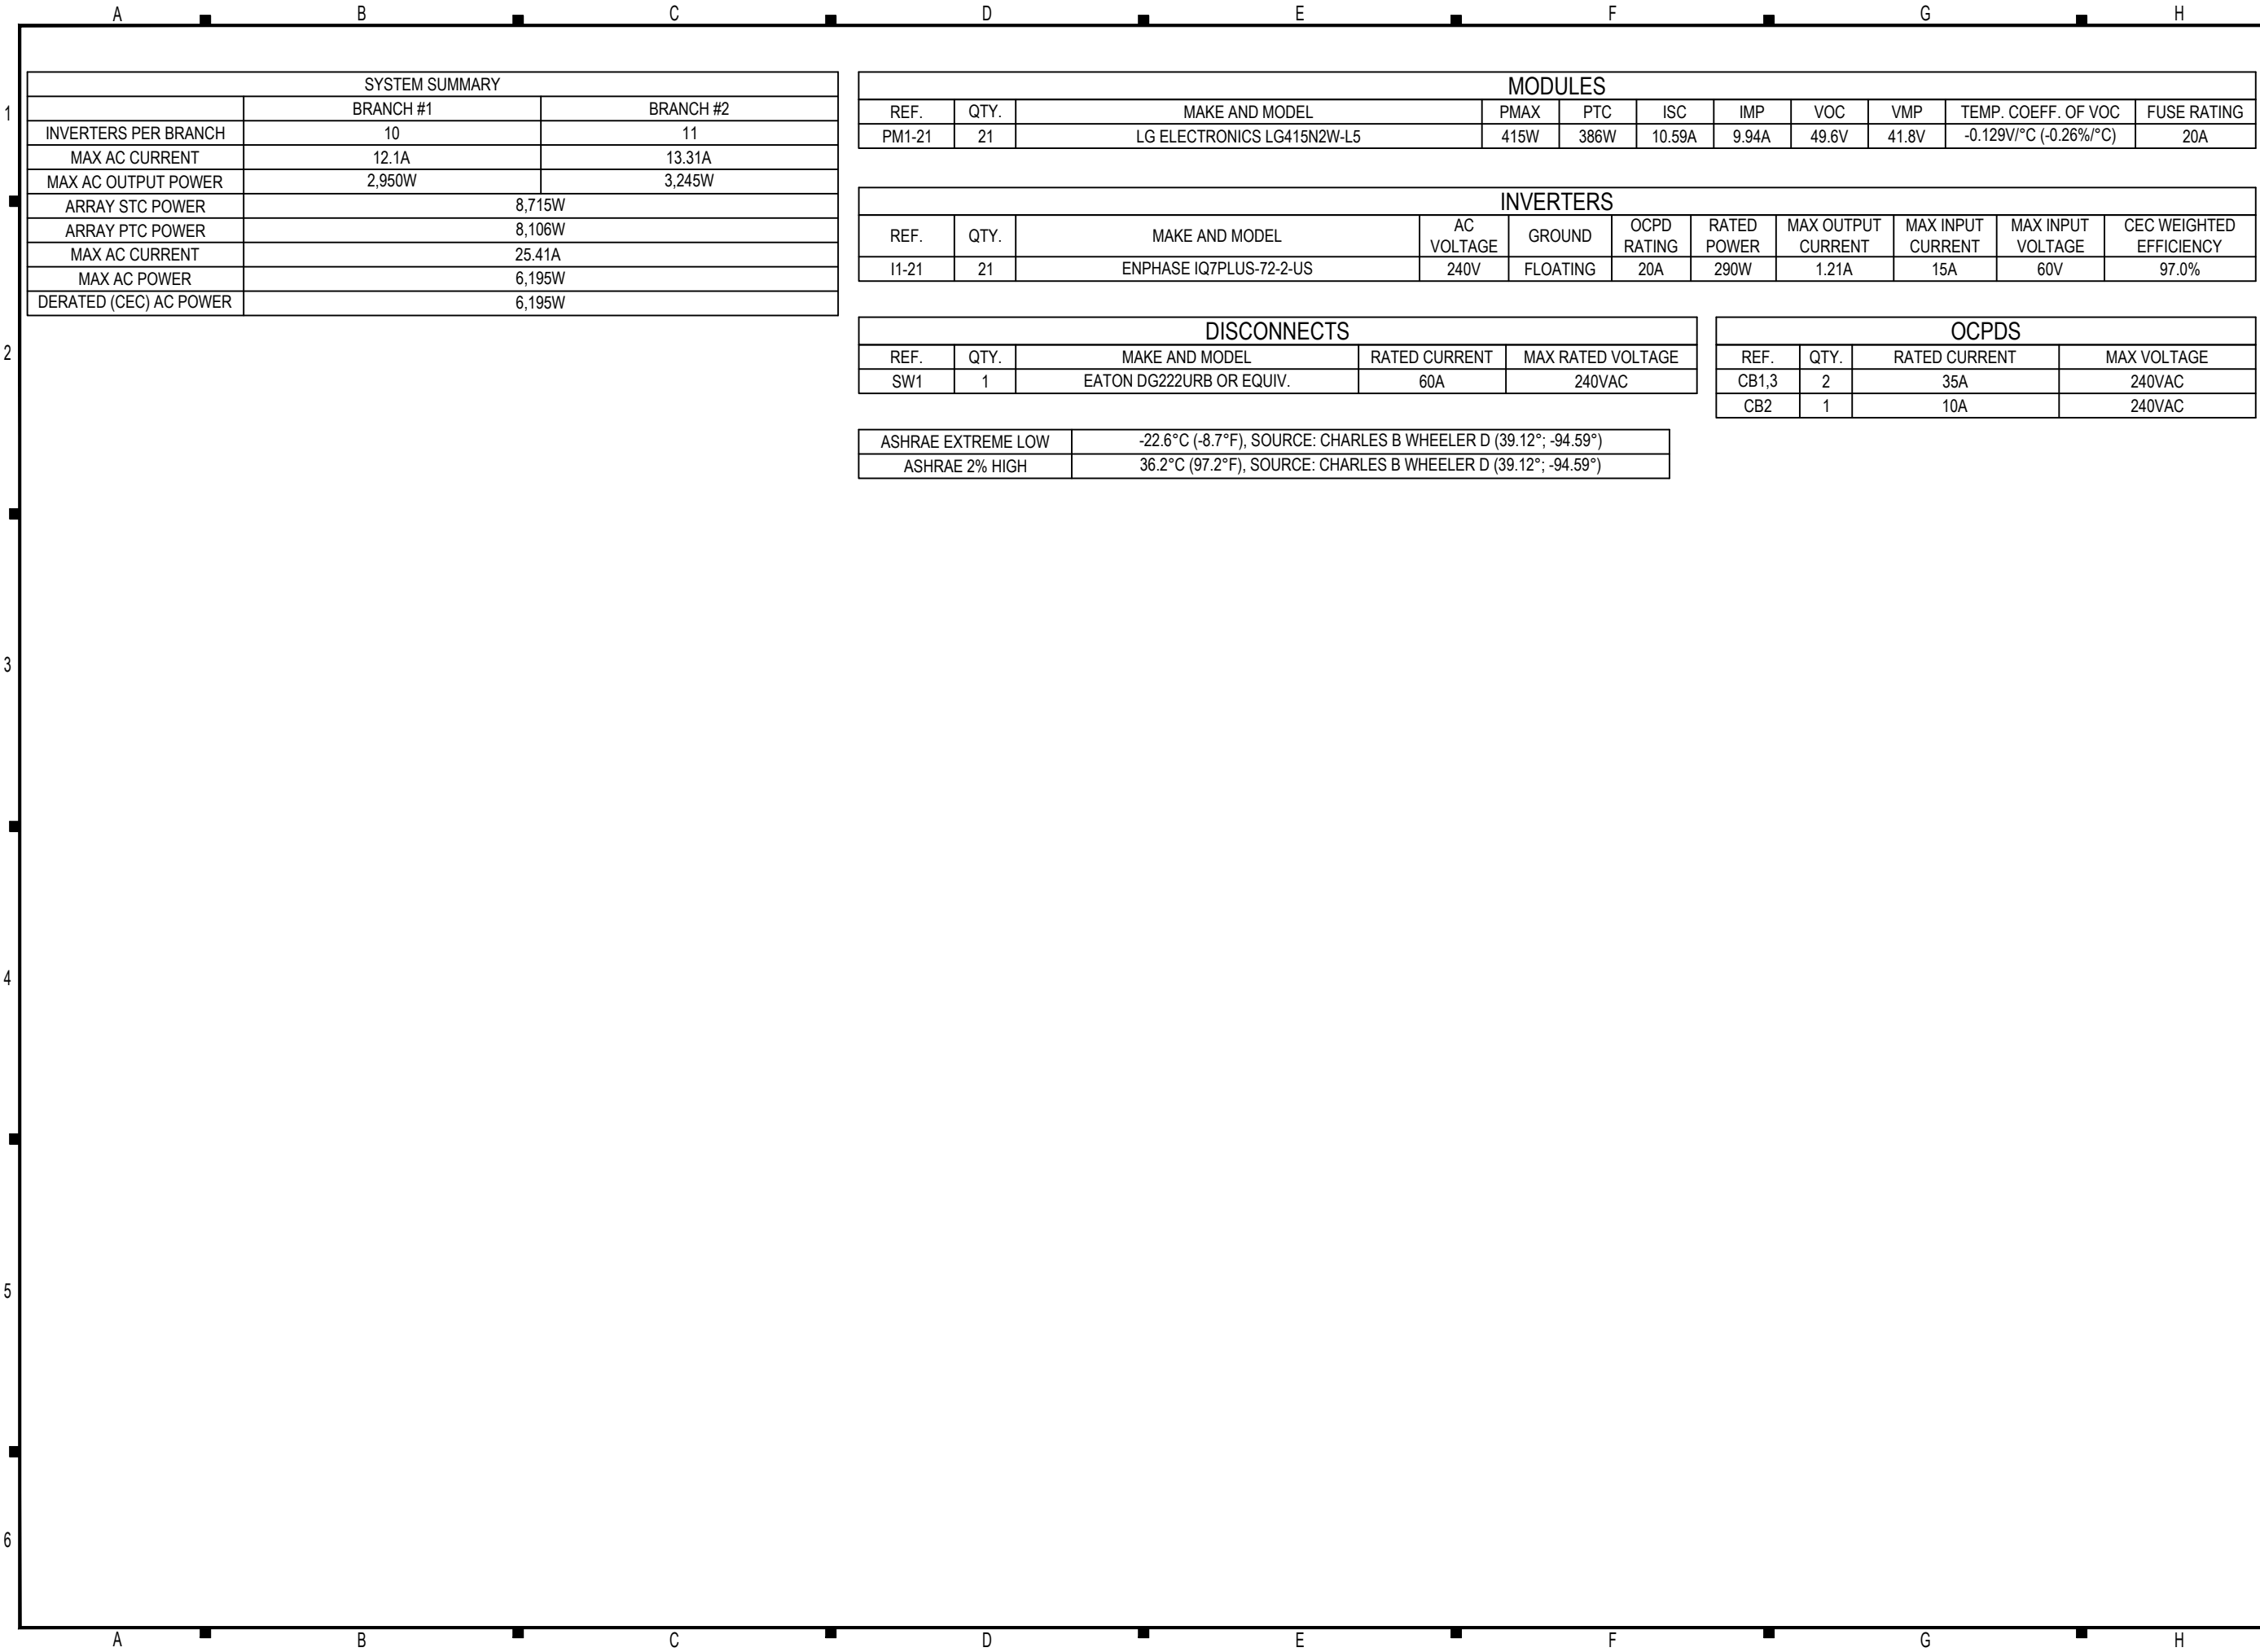 A B C D E F G H
SYSTEM SUMMARY
BRANCH #1 BRANCH #2
INVERTERS PER BRANCH 10 11
MAX AC CURRENT 12.1A 13.31A
MAX AC OUTPUT POWER 2,950W 3,245W
ARRAY STC POWER 8,715W
ARRAY PTC POWER 8,106W
MAX AC CURRENT 25.41A
MAX AC POWER 6,195W
DERATED (CEC) AC POWER 6,195W
MODULES
REF. QTY. MAKE AND MODEL PMAX PTC ISC IMP VOC VMP TEMP. COEFF. OF VOC FUSE RATING
PM1-21 21 LG ELECTRONICS LG415N2W-L5 415W 386W 10.59A 9.94A 49.6V 41.8V -0.129V/°C (-0.26%/°C) 20A
INVERTERS
REF. QTY. MAKE AND MODEL AC VOLTAGE GROUND OCPD RATING RATED POWER MAX OUTPUT CURRENT MAX INPUT CURRENT MAX INPUT VOLTAGE CEC WEIGHTED EFFICIENCY
I1-21 21 ENPHASE IQ7PLUS-72-2-US 240V FLOATING 20A 290W 1.21A 15A 60V 97.0%
DISCONNECTS
REF. QTY. MAKE AND MODEL RATED CURRENT MAX RATED VOLTAGE
SW1 1 EATON DG222URB OR EQUIV. 60A 240VAC
OCPDS
REF. QTY. RATED CURRENT MAX VOLTAGE
CB1,3 2 35A 240VAC
CB2 1 10A 240VAC
ASHRAE EXTREME LOW -22.6°C (-8.7°F), SOURCE: CHARLES B WHEELER D (39.12°; -94.59°)
ASHRAE 2% HIGH 36.2°C (97.2°F), SOURCE: CHARLES B WHEELER D (39.12°; -94.59°)
1
2
3
4
5
6
A B C D E F G H